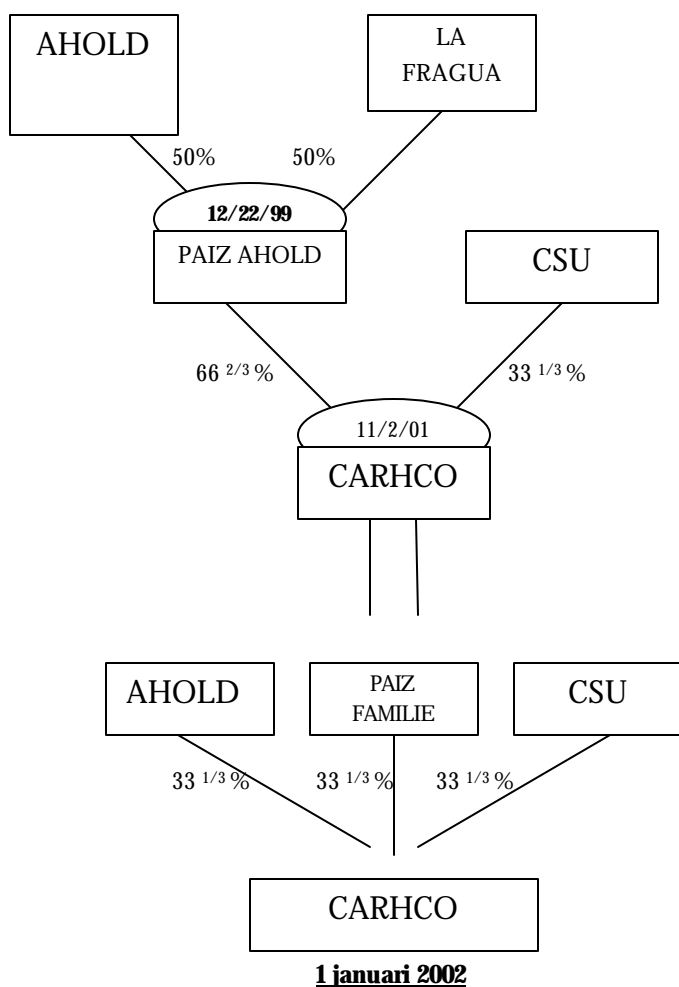 AHOLD
LA
FRAGUA
50%
50%
12/22/99
PAIZ AHOLD
CSU
66 2/3 %
33 1/3 %
11/2/01
CARHCO
AHOLD
PAIZ
FAMILIE
CSU
33 1/3 %
33 1/3 %
33 1/3 %
CARHCO
1 januari 2002